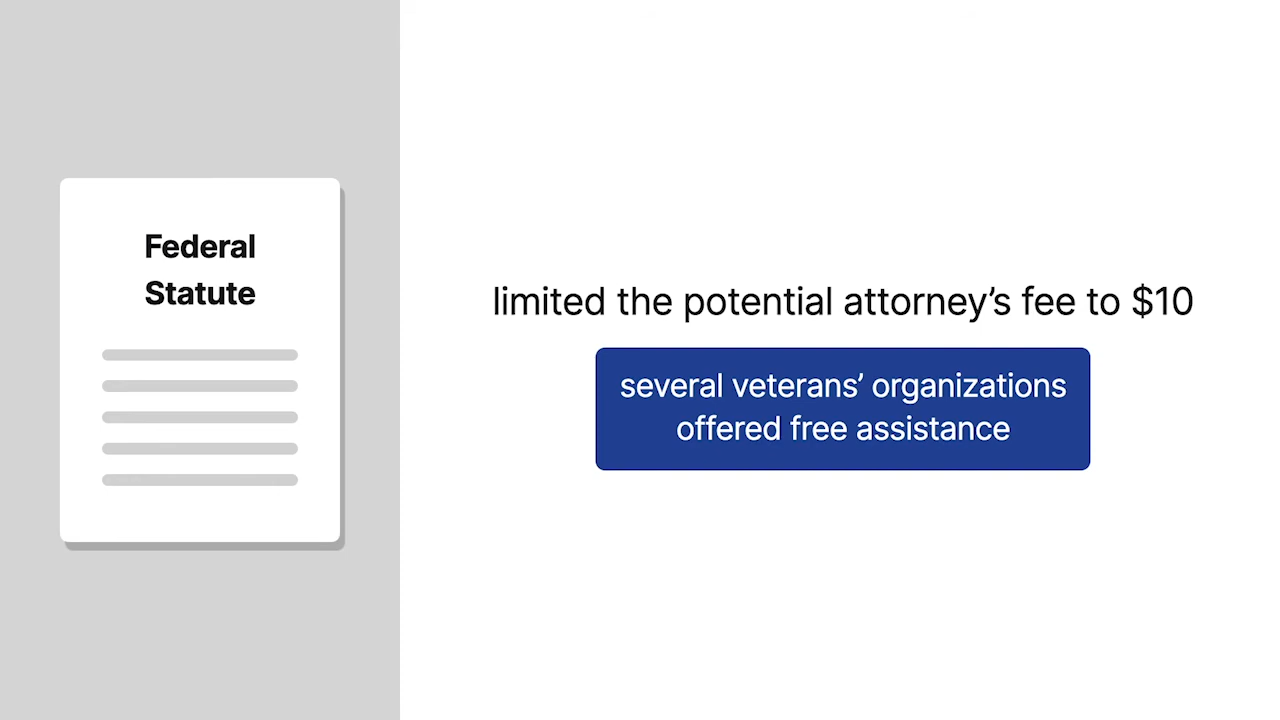 Federal
Statute
limited the potential attorney’s fee to $10
several veterans’ organizations
offered free assistance